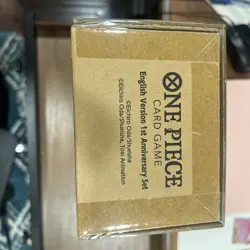 ONE PIECE
CARD GAME
English Version 1st Anniversary Set
©Eiichiro Oda/Shueisha
©Eiichiro Oda/Shueisha, Toei Animation